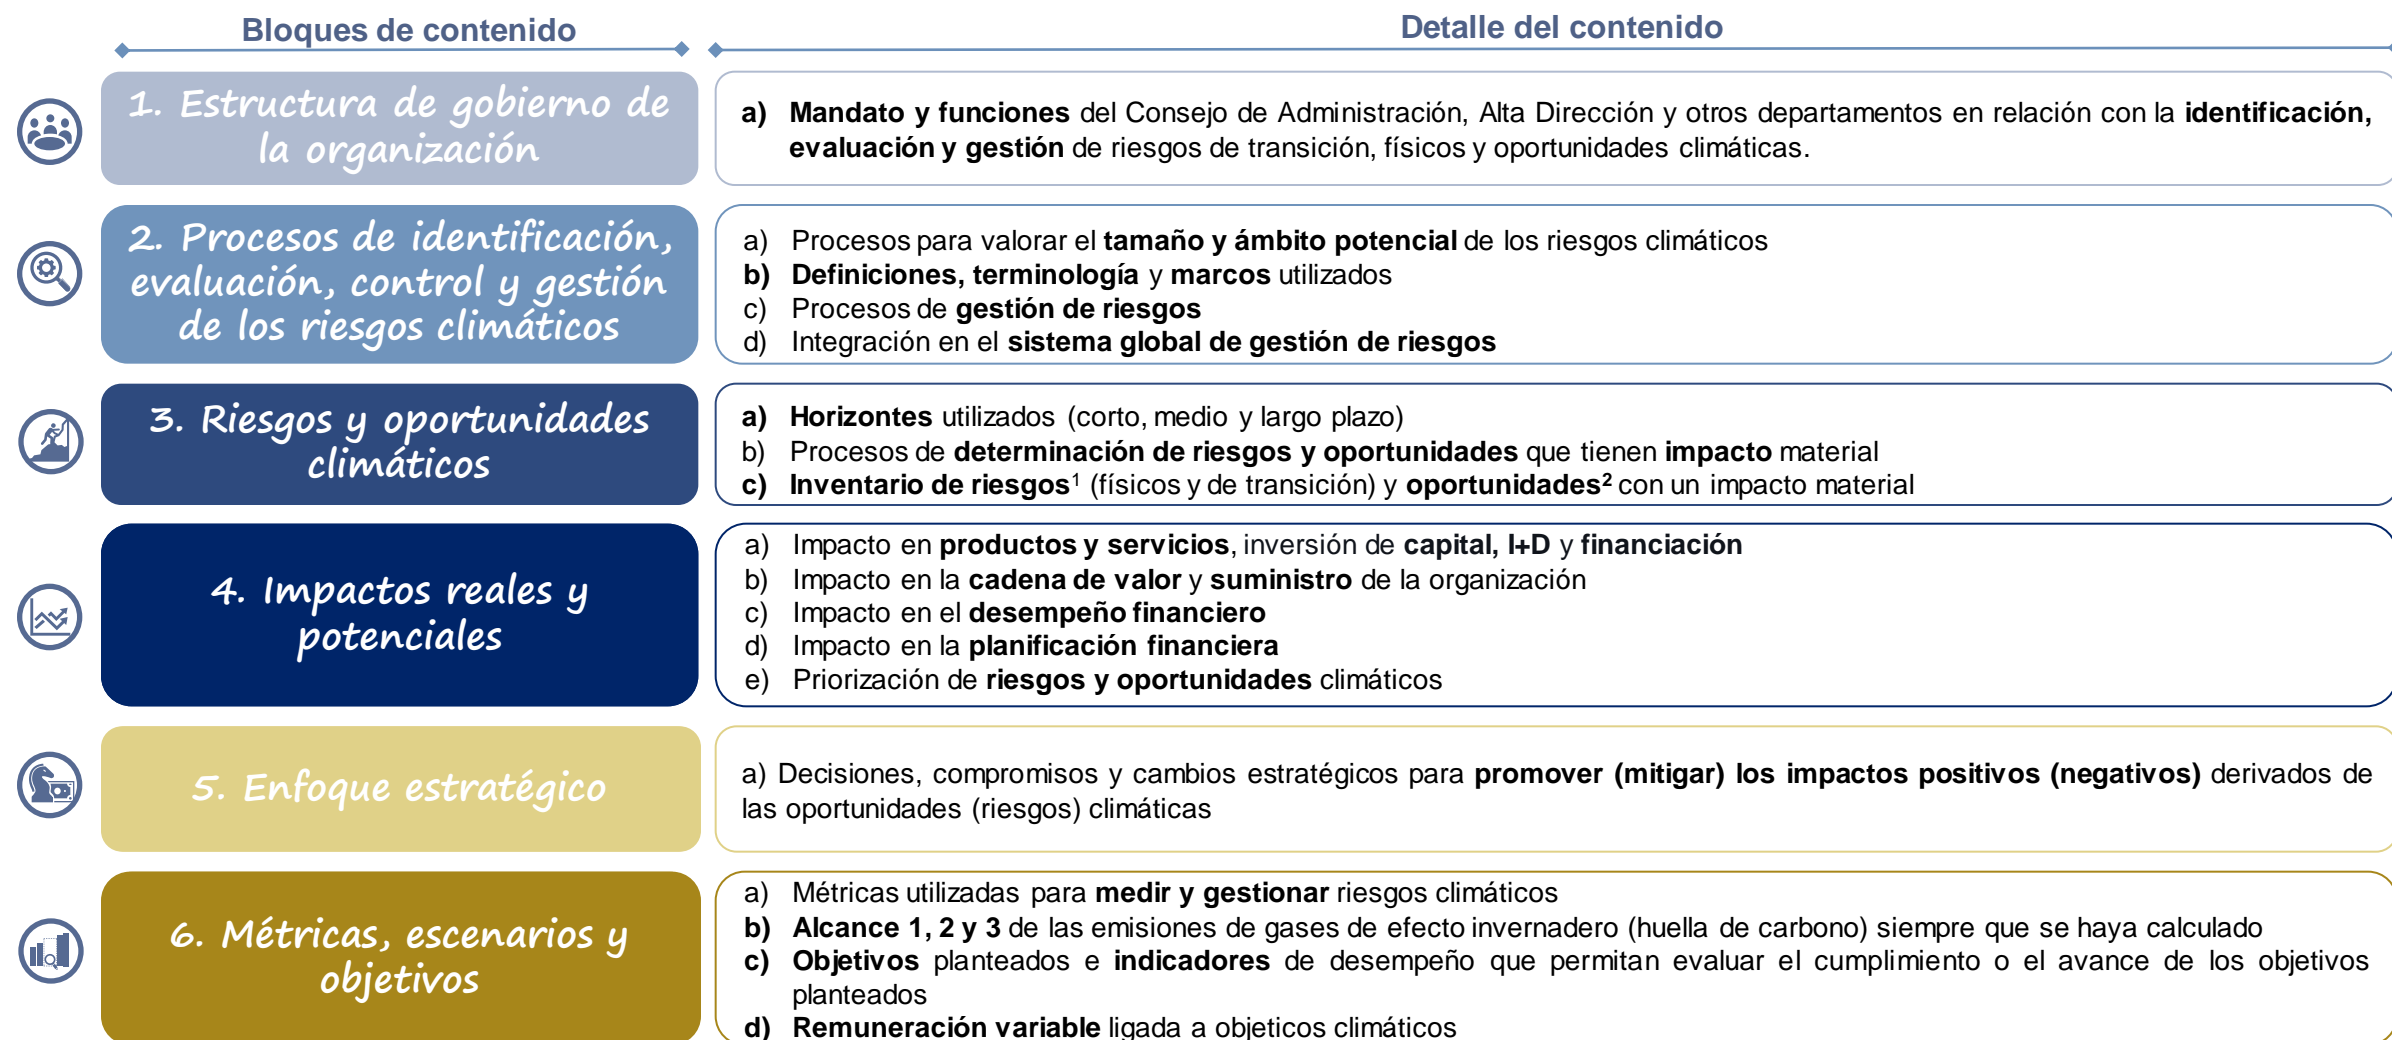 Bloques de contenido
Detalle del contenido
1. Estructura de gobierno de
la organización
a) Mandato y funciones del Consejo de Administración, Alta Dirección y otros departamentos en relación con la identificación,
evaluación y gestión de riesgos de transición, físicos y oportunidades climáticas.
2. Procesos de identificación,
evaluación, control y gestión
de los riesgos climáticos
a) Procesos para valorar el tamaño y ámbito potencial de los riesgos climáticos
b) Definiciones, terminología y marcos utilizados
c) Procesos de gestión de riesgos
d) Integración en el sistema global de gestión de riesgos
3. Riesgos y oportunidades
climáticos
a) Horizontes utilizados (corto, medio y largo plazo)
b) Procesos de determinación de riesgos y oportunidades que tienen impacto material
c) Inventario de riesgos¹ (físicos y de transición) y oportunidades² con un impacto material
4. Impactos reales y
potenciales
a) Impacto en productos y servicios, inversión de capital, I+D y financiación
b) Impacto en la cadena de valor y suministro de la organización
c) Impacto en el desempeño financiero
d) Impacto en la planificación financiera
e) Priorización de riesgos y oportunidades climáticos
5. Enfoque estratégico
a) Decisiones, compromisos y cambios estratégicos para promover (mitigar) los impactos positivos (negativos) derivados de
las oportunidades (riesgos) climáticas
6. Métricas, escenarios y
objetivos
a) Métricas utilizadas para medir y gestionar riesgos climáticos
b) Alcance 1, 2 y 3 de las emisiones de gases de efecto invernadero (huella de carbono) siempre que se haya calculado
c) Objetivos planteados e indicadores de desempeño que permitan evaluar el cumplimiento o el avance de los objetivos
planteados
d) Remuneración variable ligada a objeticos climáticos